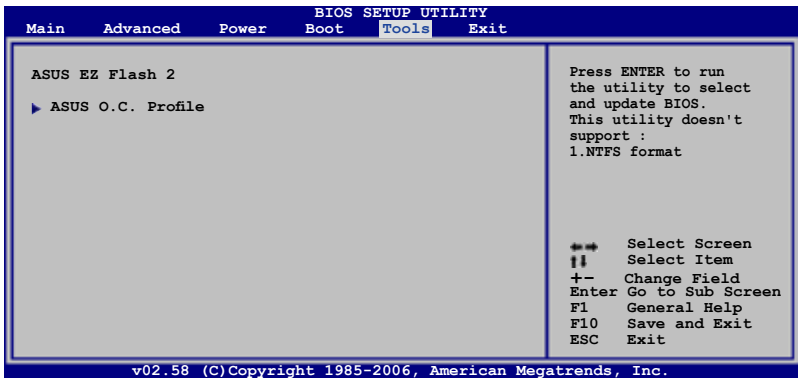 BIOS SETUP UTILITY
Main Advanced Power Boot Tools Exit
ASUS EZ Flash 2
ASUS O.C. Profile
Press ENTER to run
the utility to select
and update BIOS.
This utility doesn't
support :
1.NTFS format
←→ Select Screen
↑↓ Select Item
+- Change Field
Enter Go to Sub Screen
F1 General Help
F10 Save and Exit
ESC Exit
v02.58 (C)Copyright 1985-2006, American Megatrends, Inc.